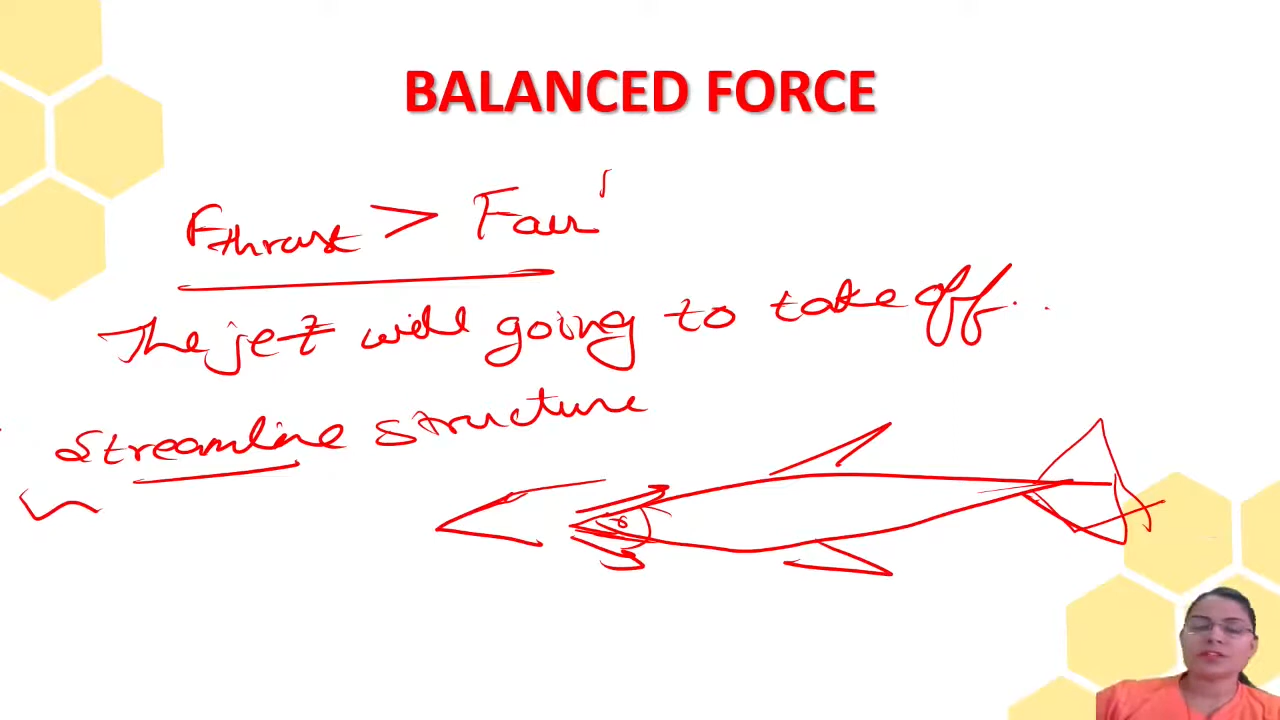 BALANCED FORCE
Fthrust > Fair
The jet will going to take off..
Streamline structure